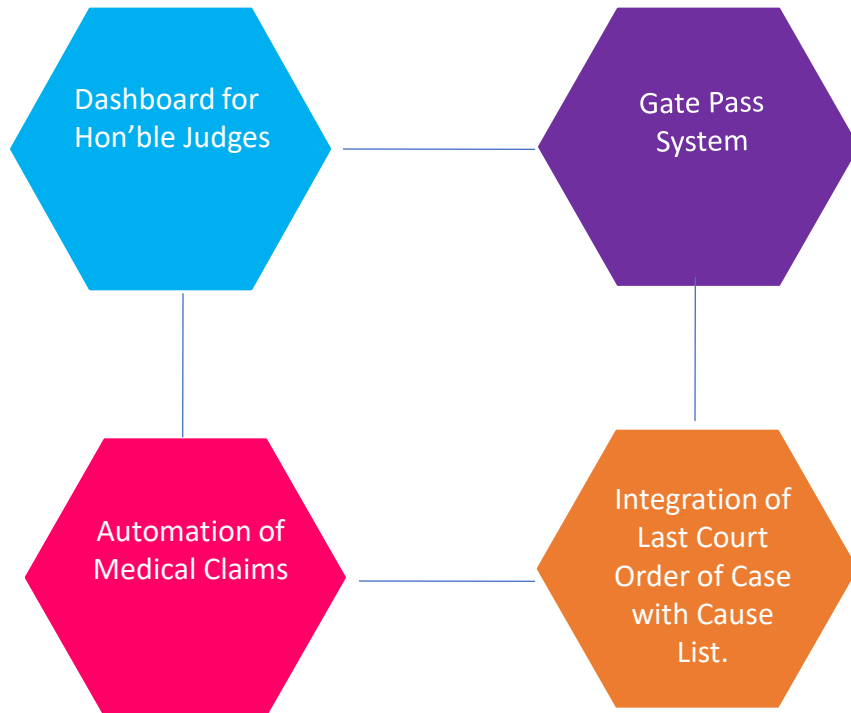 Dashboard for
Hon’ble Judges
Gate Pass
System
Automation of
Medical Claims
Integration of
Last Court
Order of Case
with Cause
List.